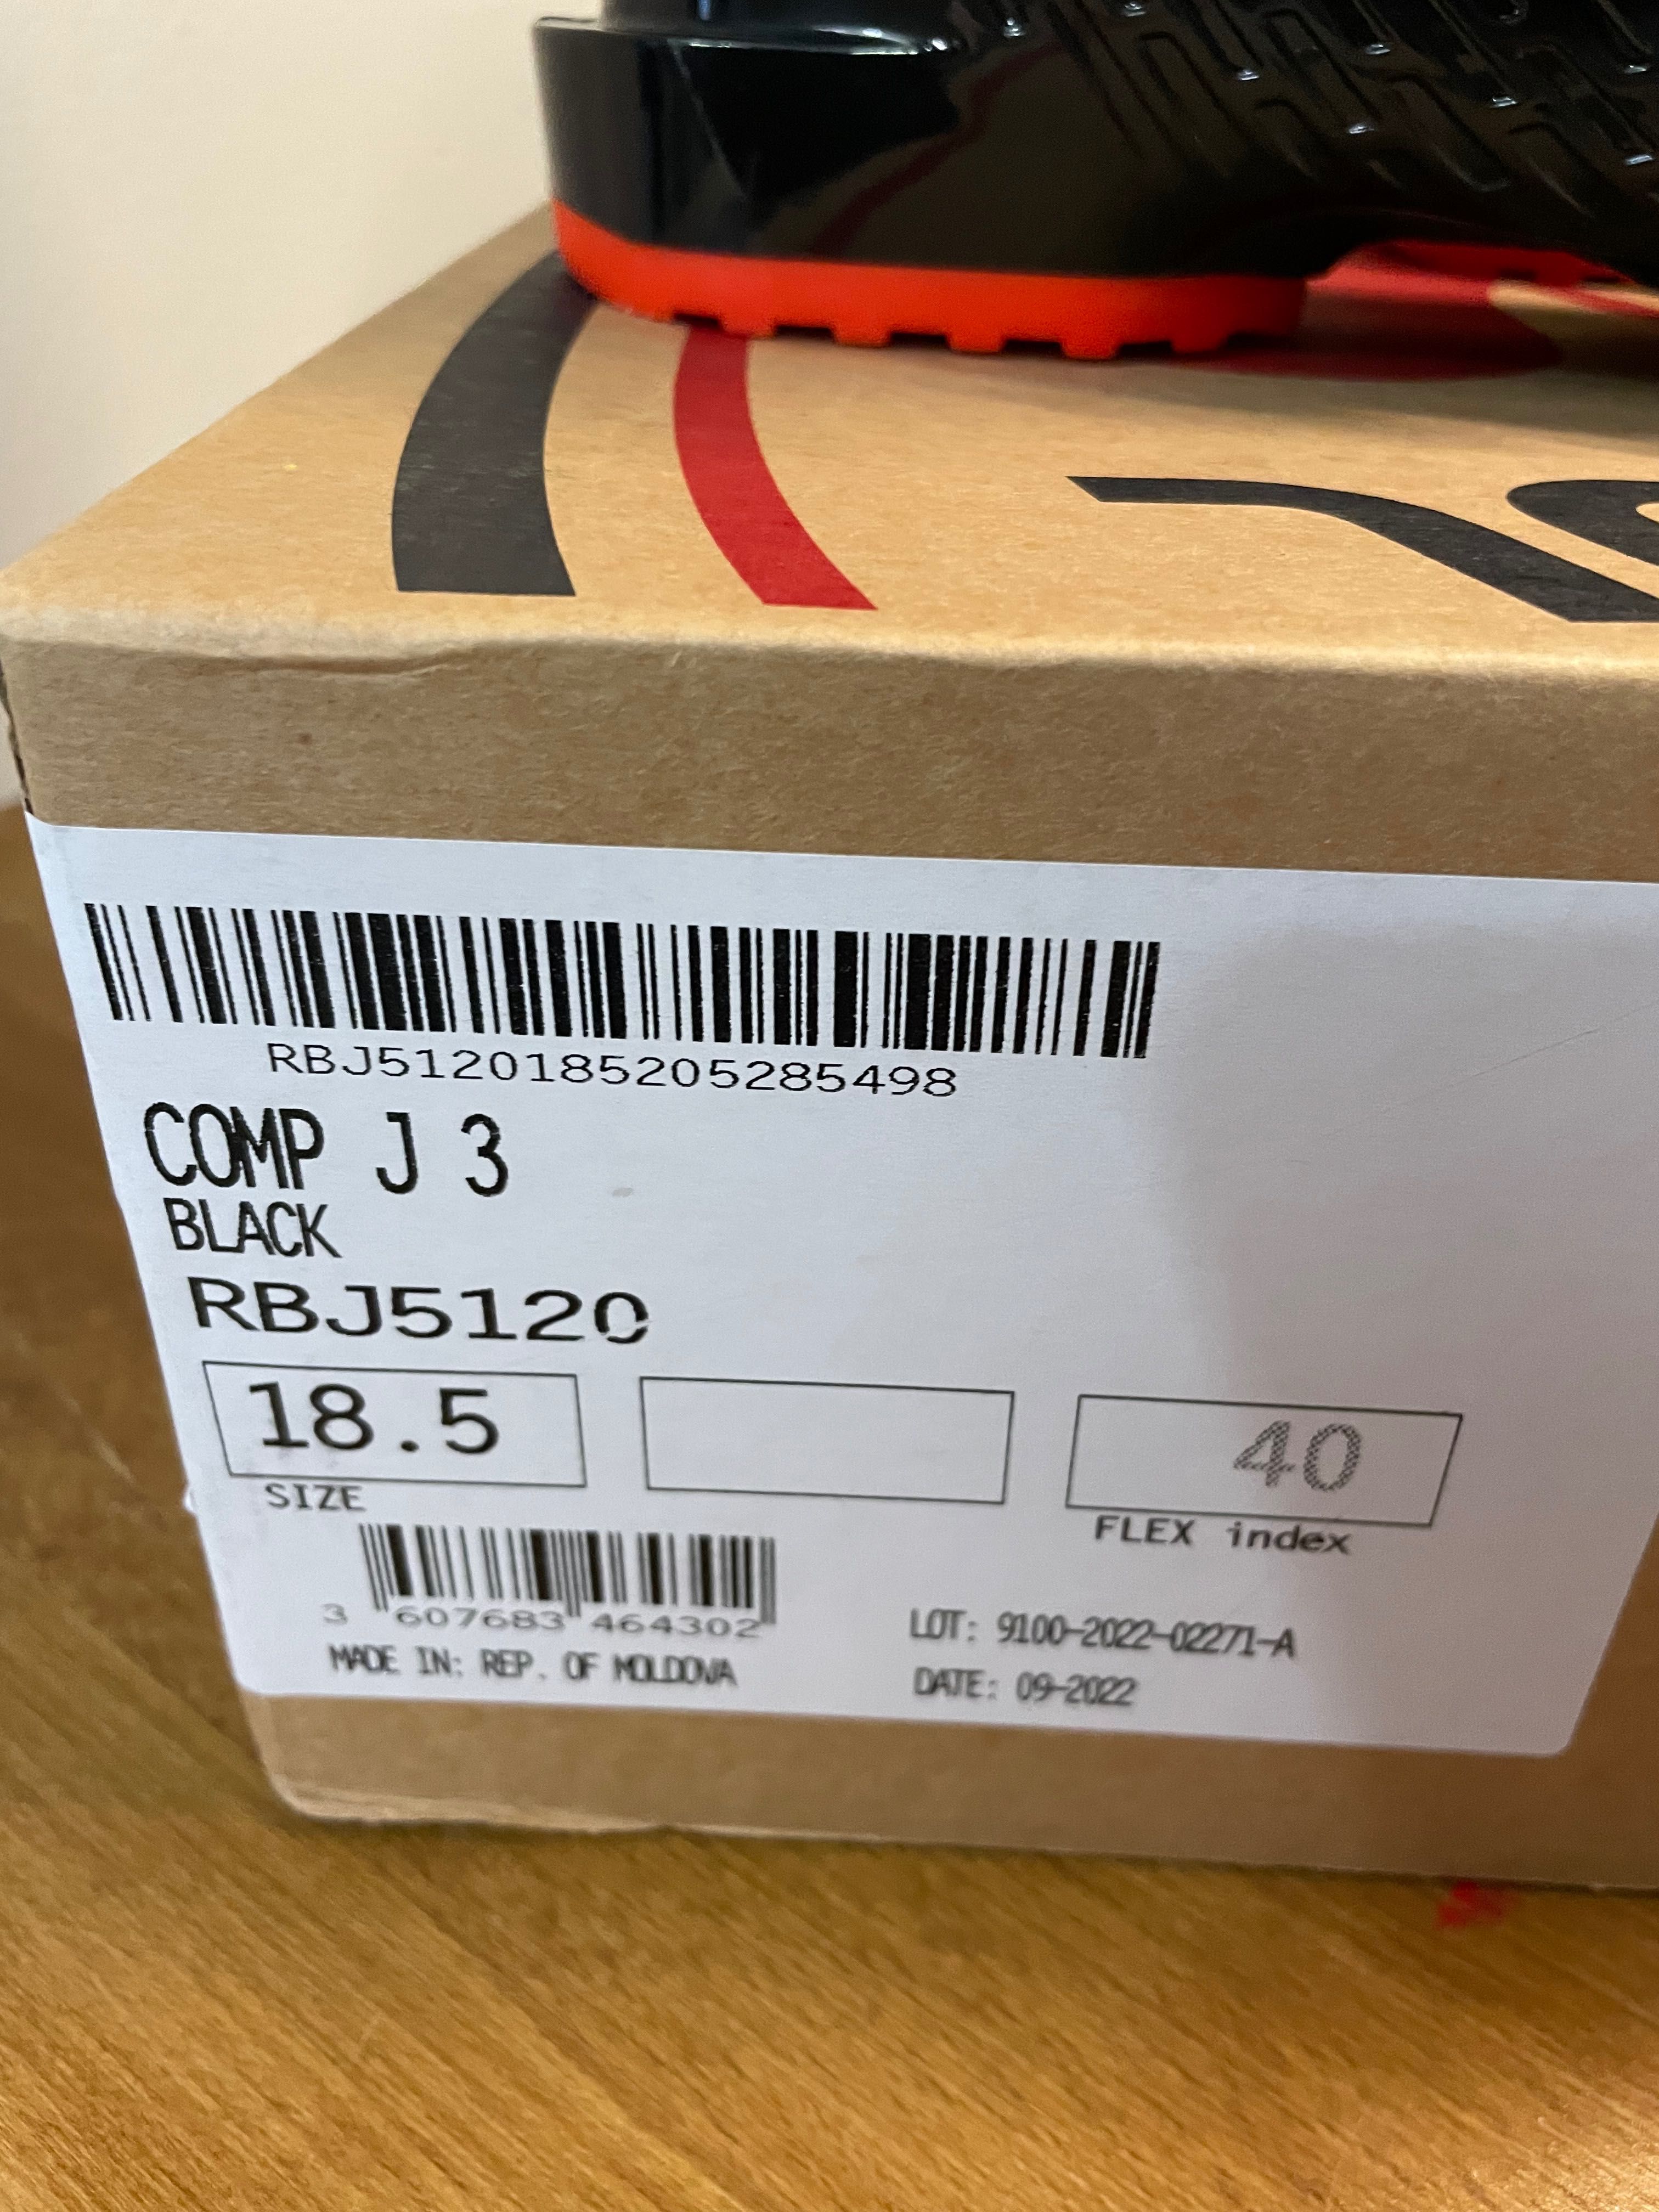 RBJ5120185205285498
COMP J 3
BLACK
RBJ5120
18.5 40
SIZE FLEX index
3 607683 464302
MADE IN: REP. OF MOLDOVA
LOT: 9100-2022-02271-A
DATE: 09-2022